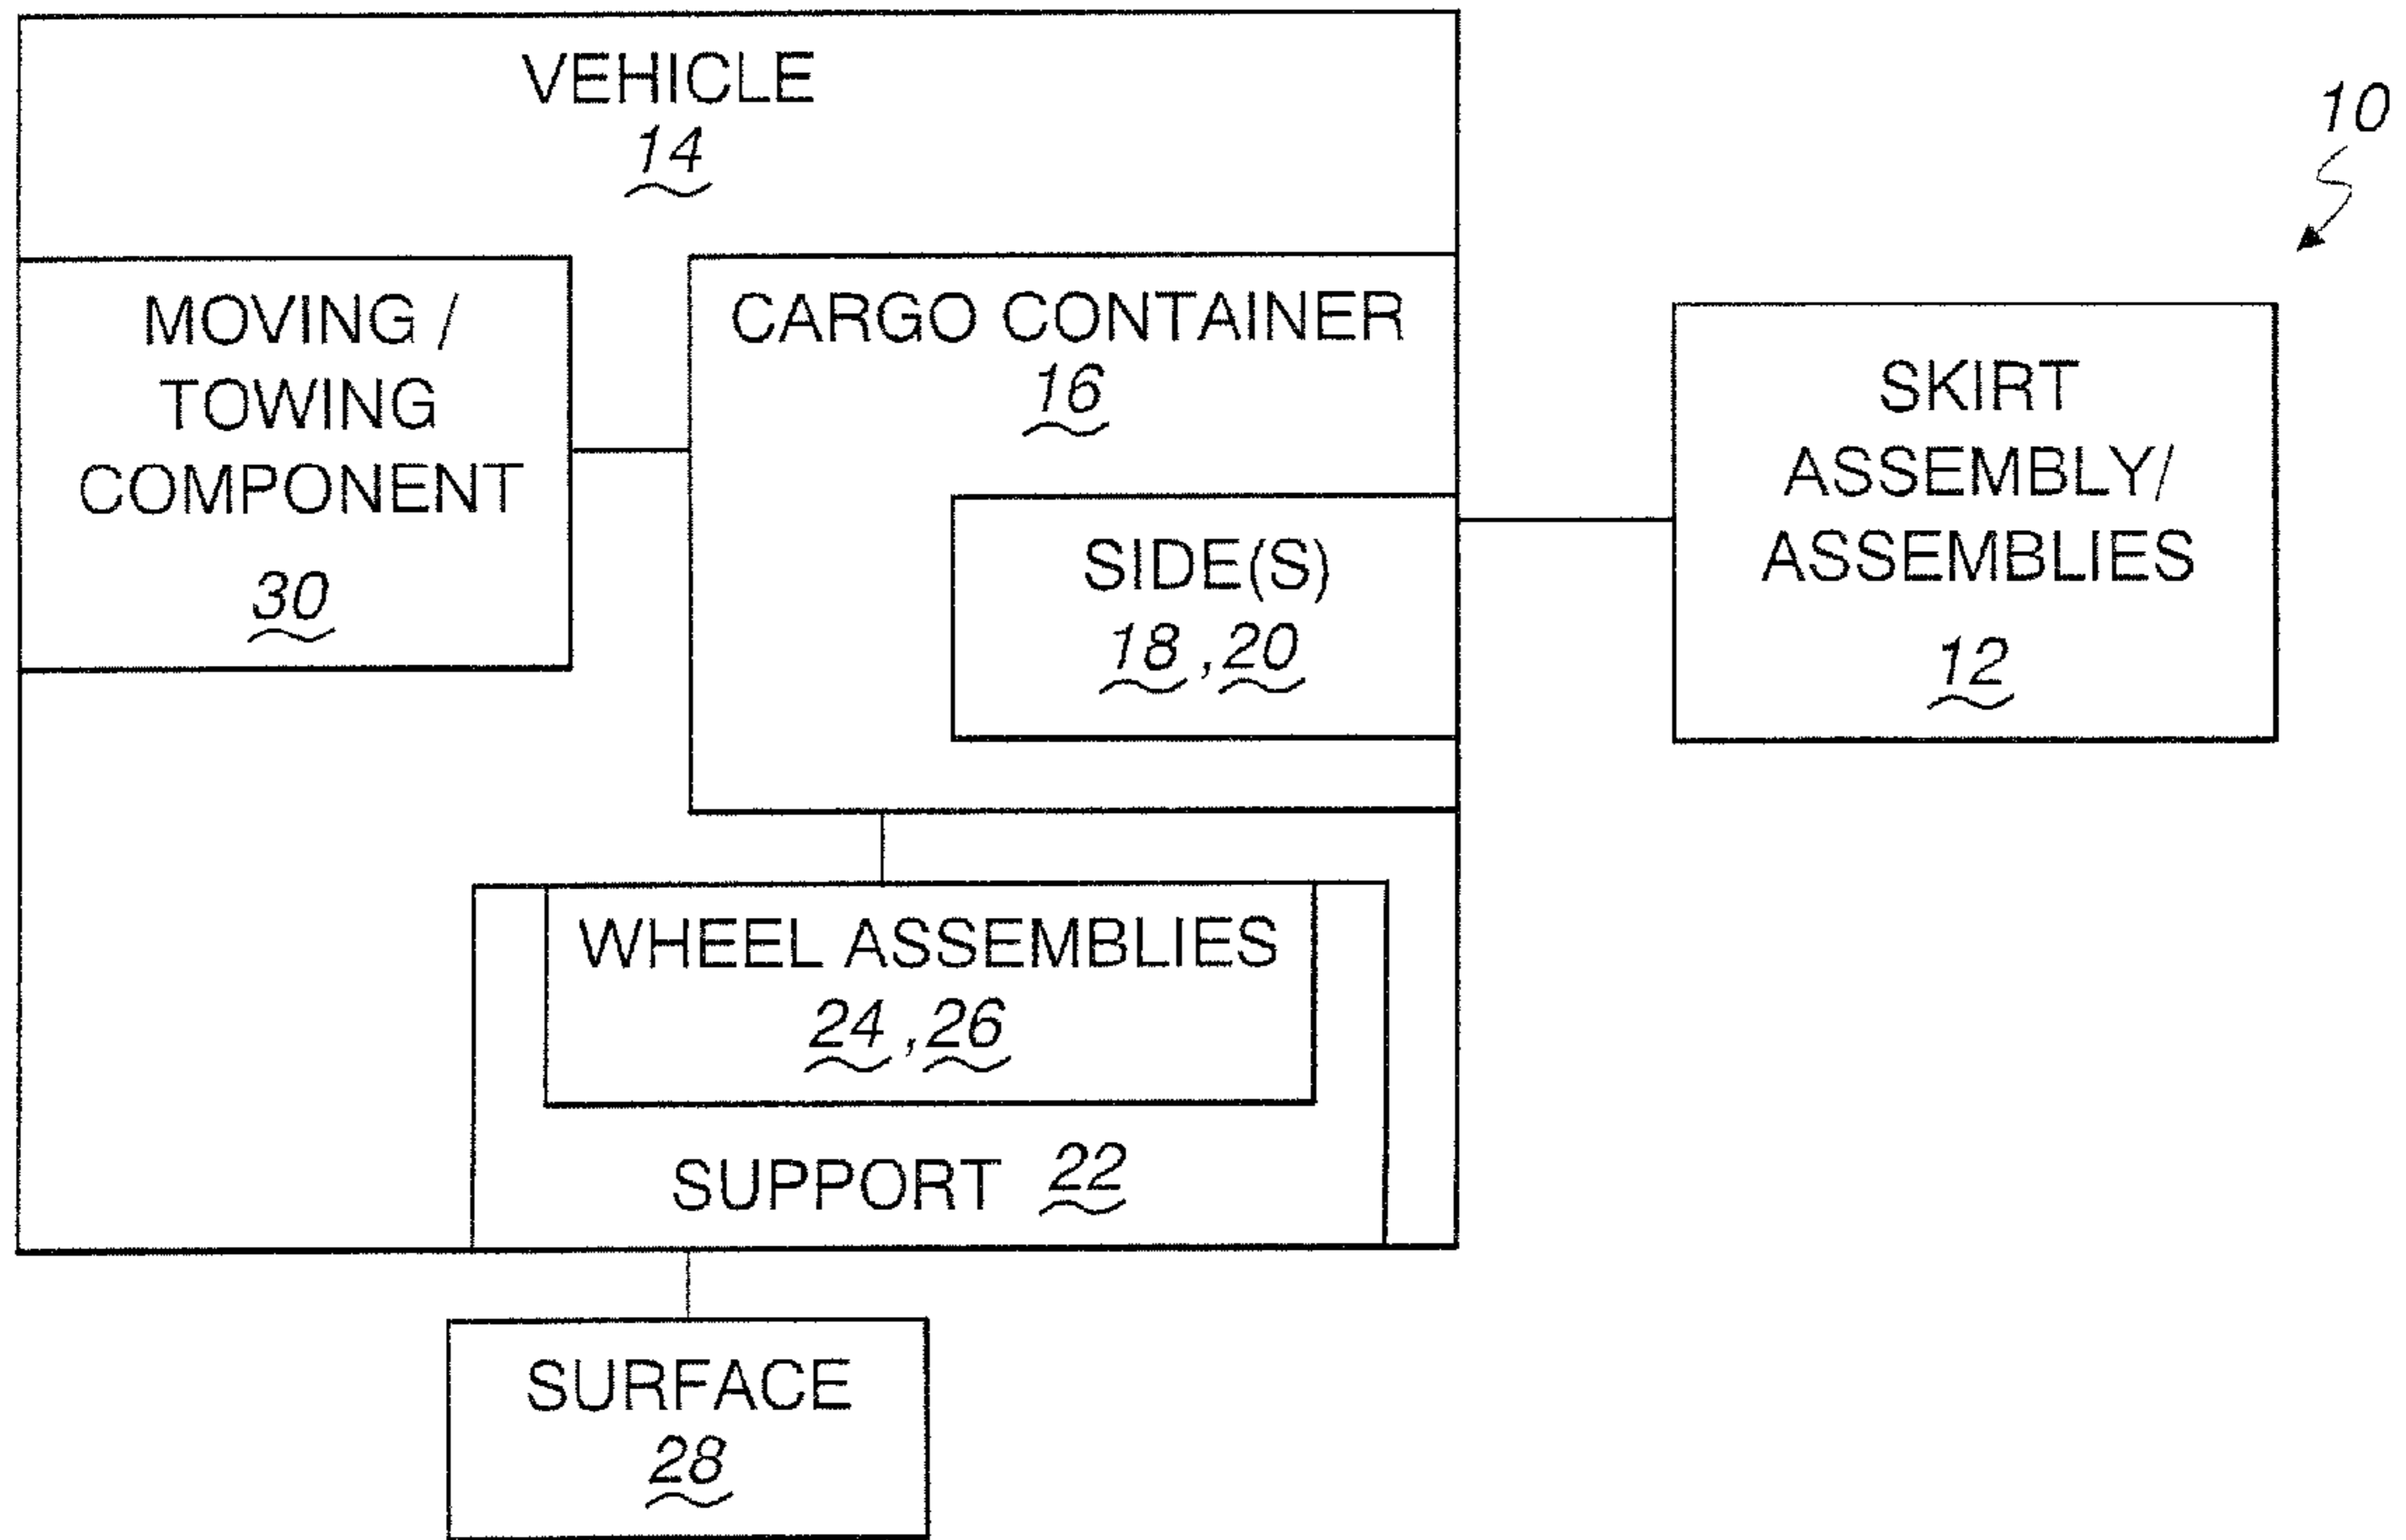 VEHICLE
14
10
MOVING /
TOWING
COMPONENT
30
CARGO CONTAINER
16
SIDE(S)
18, 20
SKIRT
ASSEMBLY/
ASSEMBLIES
12
WHEEL ASSEMBLIES
24, 26
SUPPORT 22
SURFACE
28